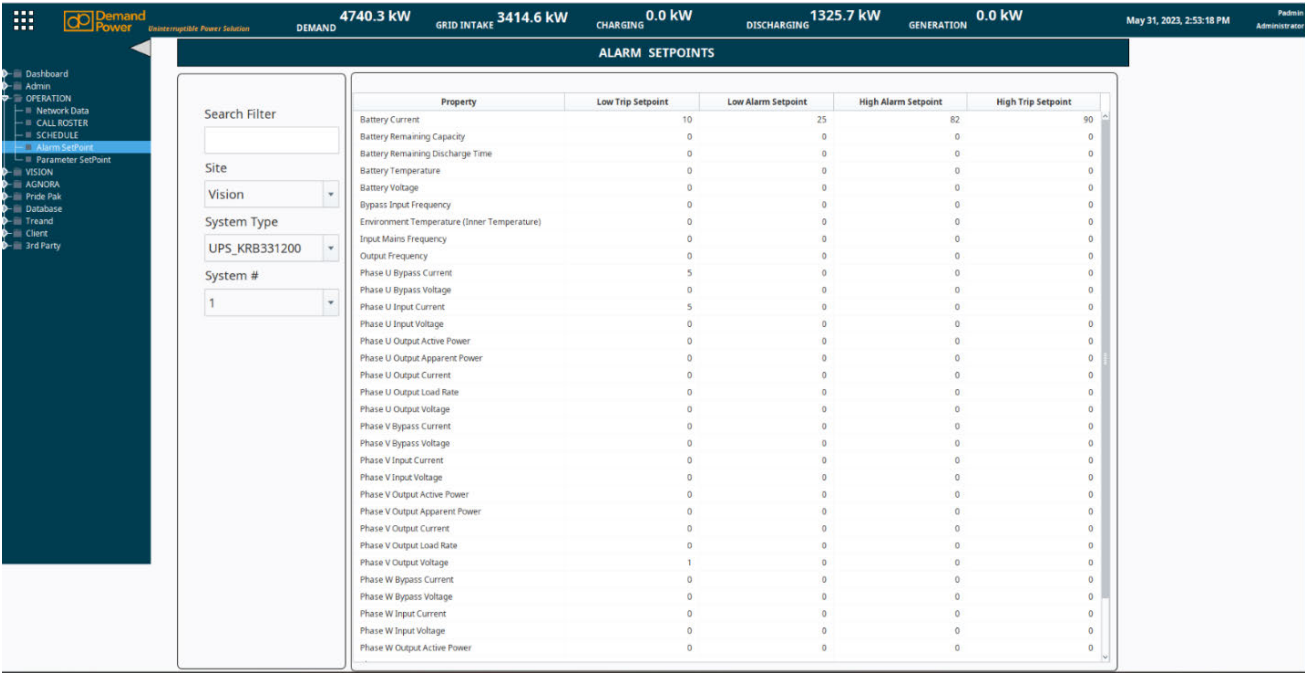 Demand Power
Uninterruptible Power Solution
DEMAND 4740.3 kW
GRID INTAKE 3414.6 kW
CHARGING 0.0 kW
DISCHARGING 1325.7 kW
GENERATION 0.0 kW
May 31, 2023, 2:53:18 PM
Padmin
Administrator
ALARM SETPOINTS
Dashboard
Admin
OPERATION
Network Data
CALL ROSTER
SCHEDULE
Alarm SetPoint
Parameter SetPoint
VISION
AGNORA
Pride Pak
Database
Treand
Client
3rd Party
Search Filter
Site
Vision
System Type
UPS_KRB331200
System #
1
Property Low Trip Setpoint Low Alarm Setpoint High Alarm Setpoint High Trip Setpoint
Battery Current 10 25 82 90
Battery Remaining Capacity 0 0 0 0
Battery Remaining Discharge Time 0 0 0 0
Battery Temperature 0 0 0 0
Battery Voltage 0 0 0 0
Bypass Input Frequency 0 0 0 0
Environment Temperature (Inner Temperature) 0 0 0 0
Input Mains Frequency 0 0 0 0
Output Frequency 0 0 0 0
Phase U Bypass Current 5 0 0 0
Phase U Bypass Voltage 0 0 0 0
Phase U Input Current 5 0 0 0
Phase U Input Voltage 0 0 0 0
Phase U Output Active Power 0 0 0 0
Phase U Output Apparent Power 0 0 0 0
Phase U Output Current 0 0 0 0
Phase U Output Load Rate 0 0 0 0
Phase U Output Voltage 0 0 0 0
Phase V Bypass Current 0 0 0 0
Phase V Bypass Voltage 0 0 0 0
Phase V Input Current 0 0 0 0
Phase V Input Voltage 0 0 0 0
Phase V Output Active Power 0 0 0 0
Phase V Output Apparent Power 0 0 0 0
Phase V Output Current 0 0 0 0
Phase V Output Load Rate 0 0 0 0
Phase V Output Voltage 1 0 0 0
Phase W Bypass Current 0 0 0 0
Phase W Bypass Voltage 0 0 0 0
Phase W Input Current 0 0 0 0
Phase W Input Voltage 0 0 0 0
Phase W Output Active Power 0 0 0 0